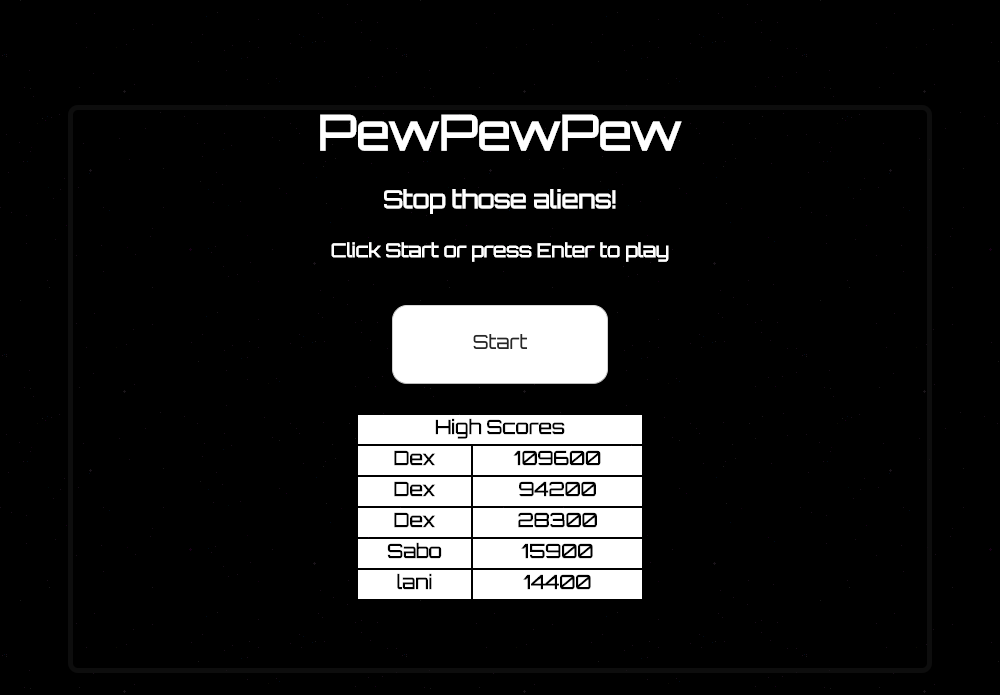 PewPewPew
Stop those aliens!
Click Start or press Enter to play
Start
High Scores
Dex 109600
Dex 94200
Dex 28300
Sabo 15900
lani 14400